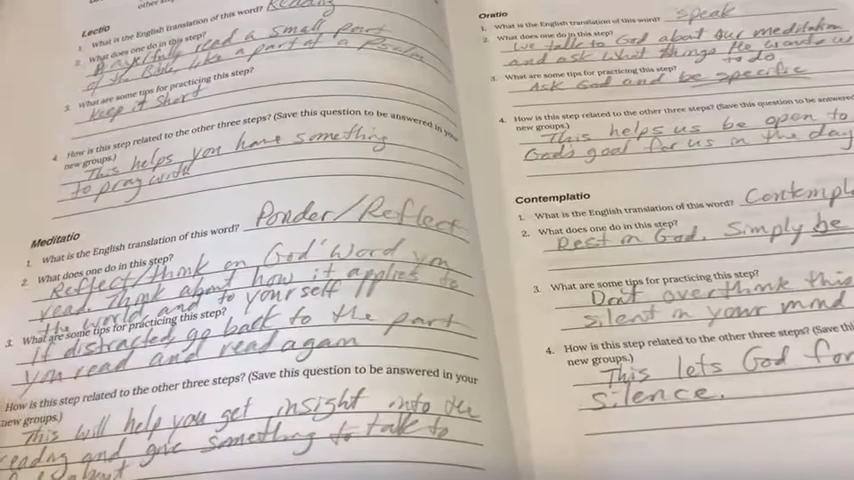 other
Lectio
1. What is the English translation of this word? Reading
2. What does one do in this step?
Prayerfully read a small part
of the Bible, like a part of a Psalm
3. What are some tips for practicing this step?
Keep it short
4. How is this step related to the other three steps? (Save this question to be answered in your
new groups.)
This helps you have something
to pray with
Meditatio
1. What is the English translation of this word? Ponder/Reflect
2. What does one do in this step?
Reflect/think on God' Word you
read. Think about how it applies to
the world and to yourself
3. What are some tips for practicing this step?
if distracted go back to the part
you read and read again
How is this step related to the other three steps? (Save this question to be answered in your
new groups.)
This will help you get insight into the
reading and give something to talk to
about
Oratio
1. What is the English translation of this word? speak
2. What does one do in this step?
We talk to God about our meditation
and ask what things He wants us
to do
3. What are some tips for practicing this step?
Ask God and be specific
4. How is this step related to the other three steps? (Save this question to be answered
new groups.)
This helps us be open to
God's goal for us in the day
Contemplatio
1. What is the English translation of this word? Contempl
2. What does one do in this step?
Rest in God. Simply be
3. What are some tips for practicing this step?
Don't overthink this
silent in your mind
4. How is this step related to the other three steps? (Save thi
new groups.)
This lets God for
silence.